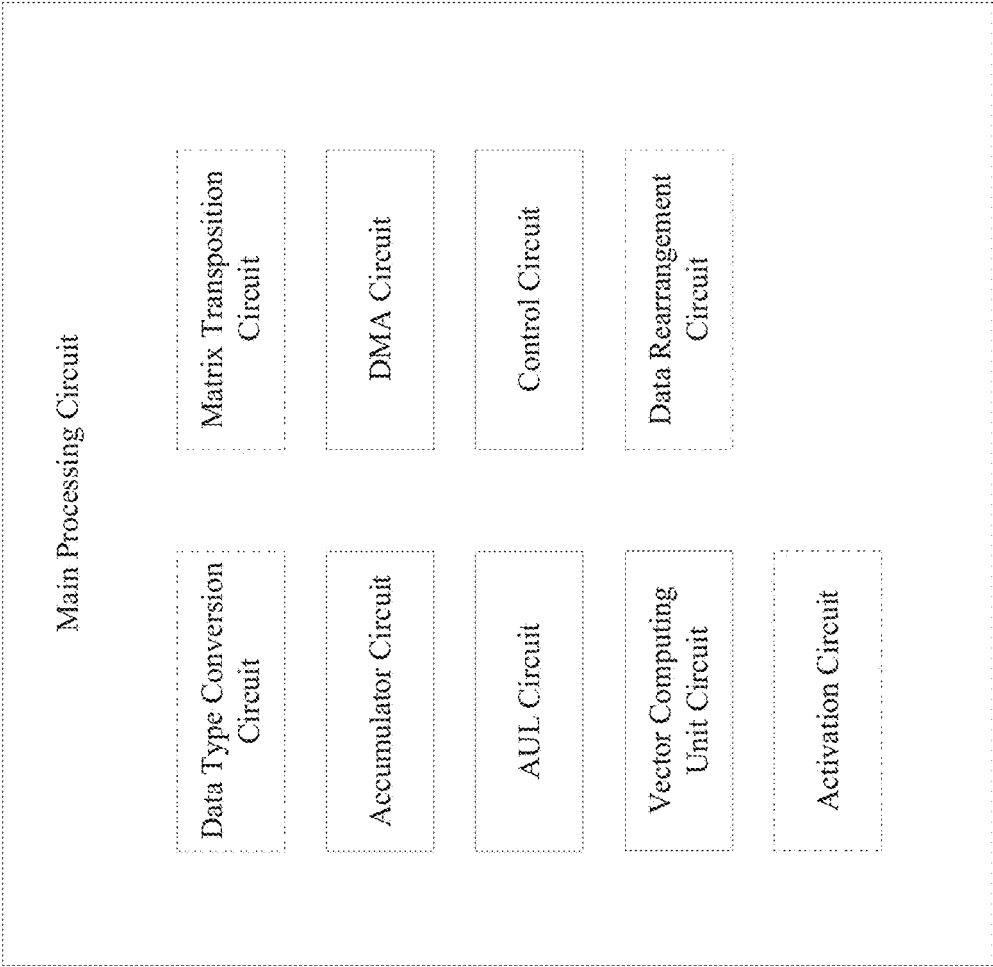 Main Processing Circuit
Data Type Conversion
Circuit
Matrix Transposition
Circuit
Accumulator Circuit
DMA Circuit
AUL Circuit
Control Circuit
Vector Computing
Unit Circuit
Data Rearrangement
Circuit
Activation Circuit